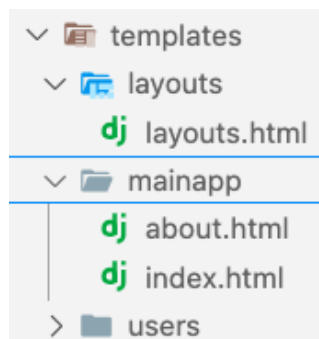 templates
layouts
dj layouts.html
mainapp
dj about.html
dj index.html
users